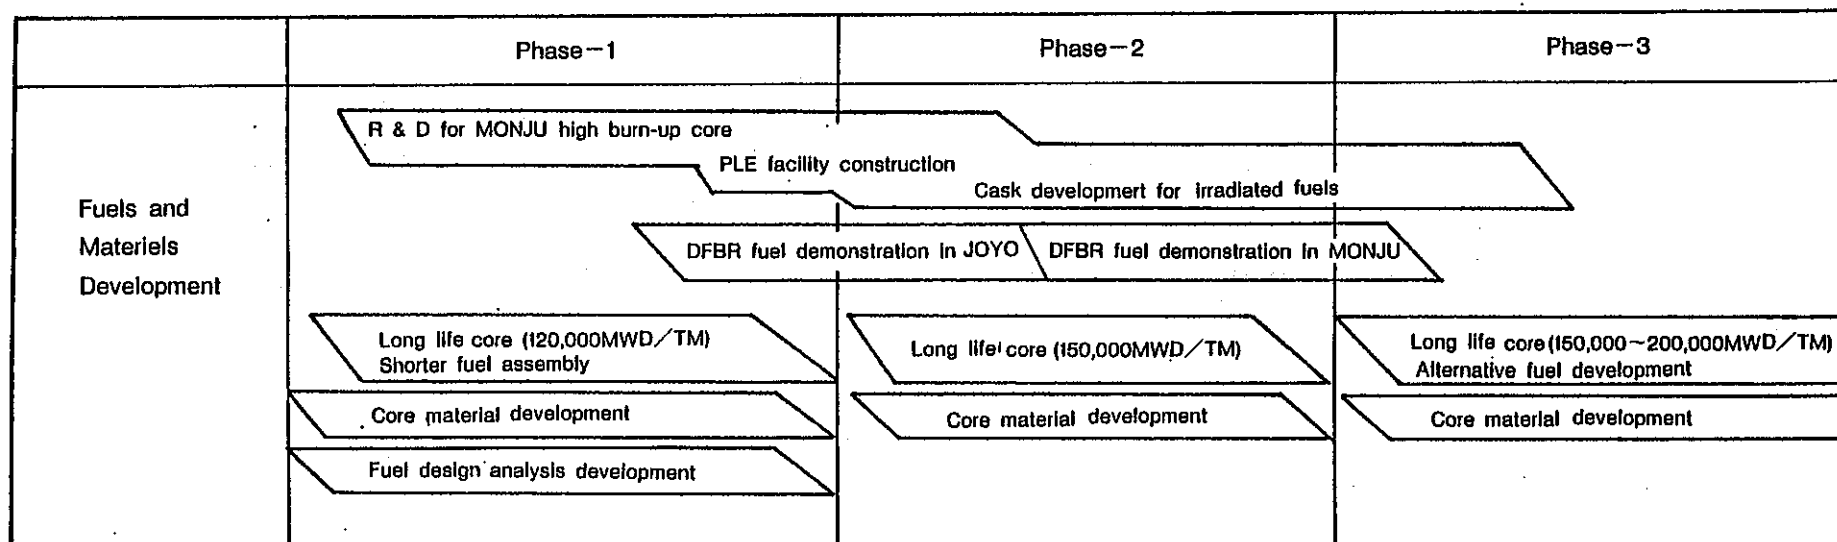 Phase-1
Phase-2
Phase-3
Fuels and
Materiels
Development
R & D for MONJU high burn-up core
PLE facility construction
Cask developmert for irradiated fuels
DFBR fuel demonstration in JOYO
DFBR fuel demonstration in MONJU
Long life core (120,000MWD/TM)
Shorter fuel assembly
Long life core (150,000MWD/TM)
Long life core (150,000~200,000MWD/TM)
Alternative fuel development
Core material development
Core material development
Core material development
Fuel design analysis development